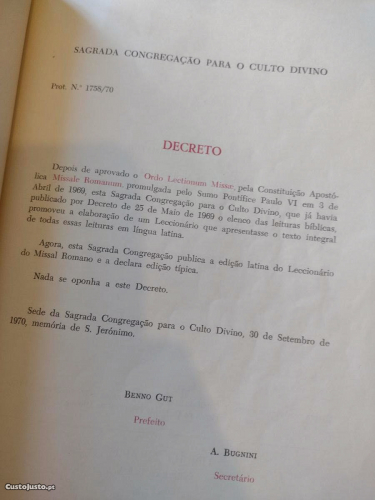 SAGRADA CONGREGAÇÃO PARA O CULTO DIVINO
Prot. N.º 1758/70
DECRETO
Depois de aprovado o Ordo Lectionum Missæ, pela Constituição Apostó-
lica Missale Romanum promulgada pelo Sumo Pontífice Paulo VI em 3 de
Abril de 1969, esta Sagrada Congregação para o Culto Divino, que já havia
publicado por Decreto de 25 de Maio de 1969 o elenco das leituras bíblicas,
promoveu a elaboração de um Leccionário que apresentasse o texto integral
de todas essas leituras em língua latina.
Agora, esta Sagrada Congregação publica a edição latina do Leccionário
do Missal Romano e a declara edição típica.
Nada se oponha a este Decreto.
Sede da Sagrada Congregação para o Culto Divino, 30 de Setembro de
1970, memória de S. Jerónimo.
BENNO GUT
Prefeito
A. BUGNINI
Secretário
CustoJusto.pt